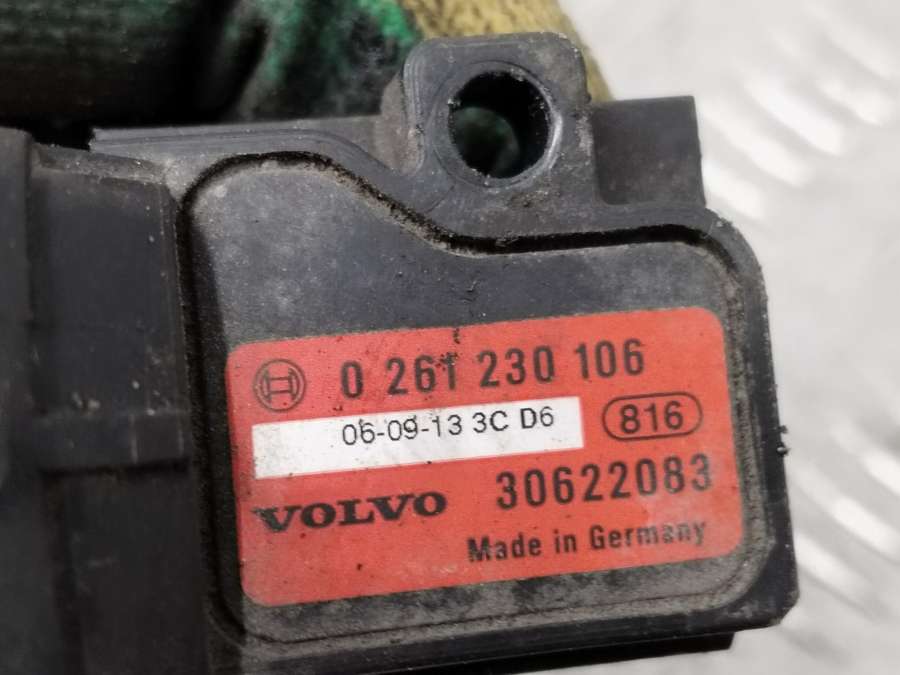 0 261 230 106
06-09-13 3C D6
816
VOLVO 30622083
Made in Germany